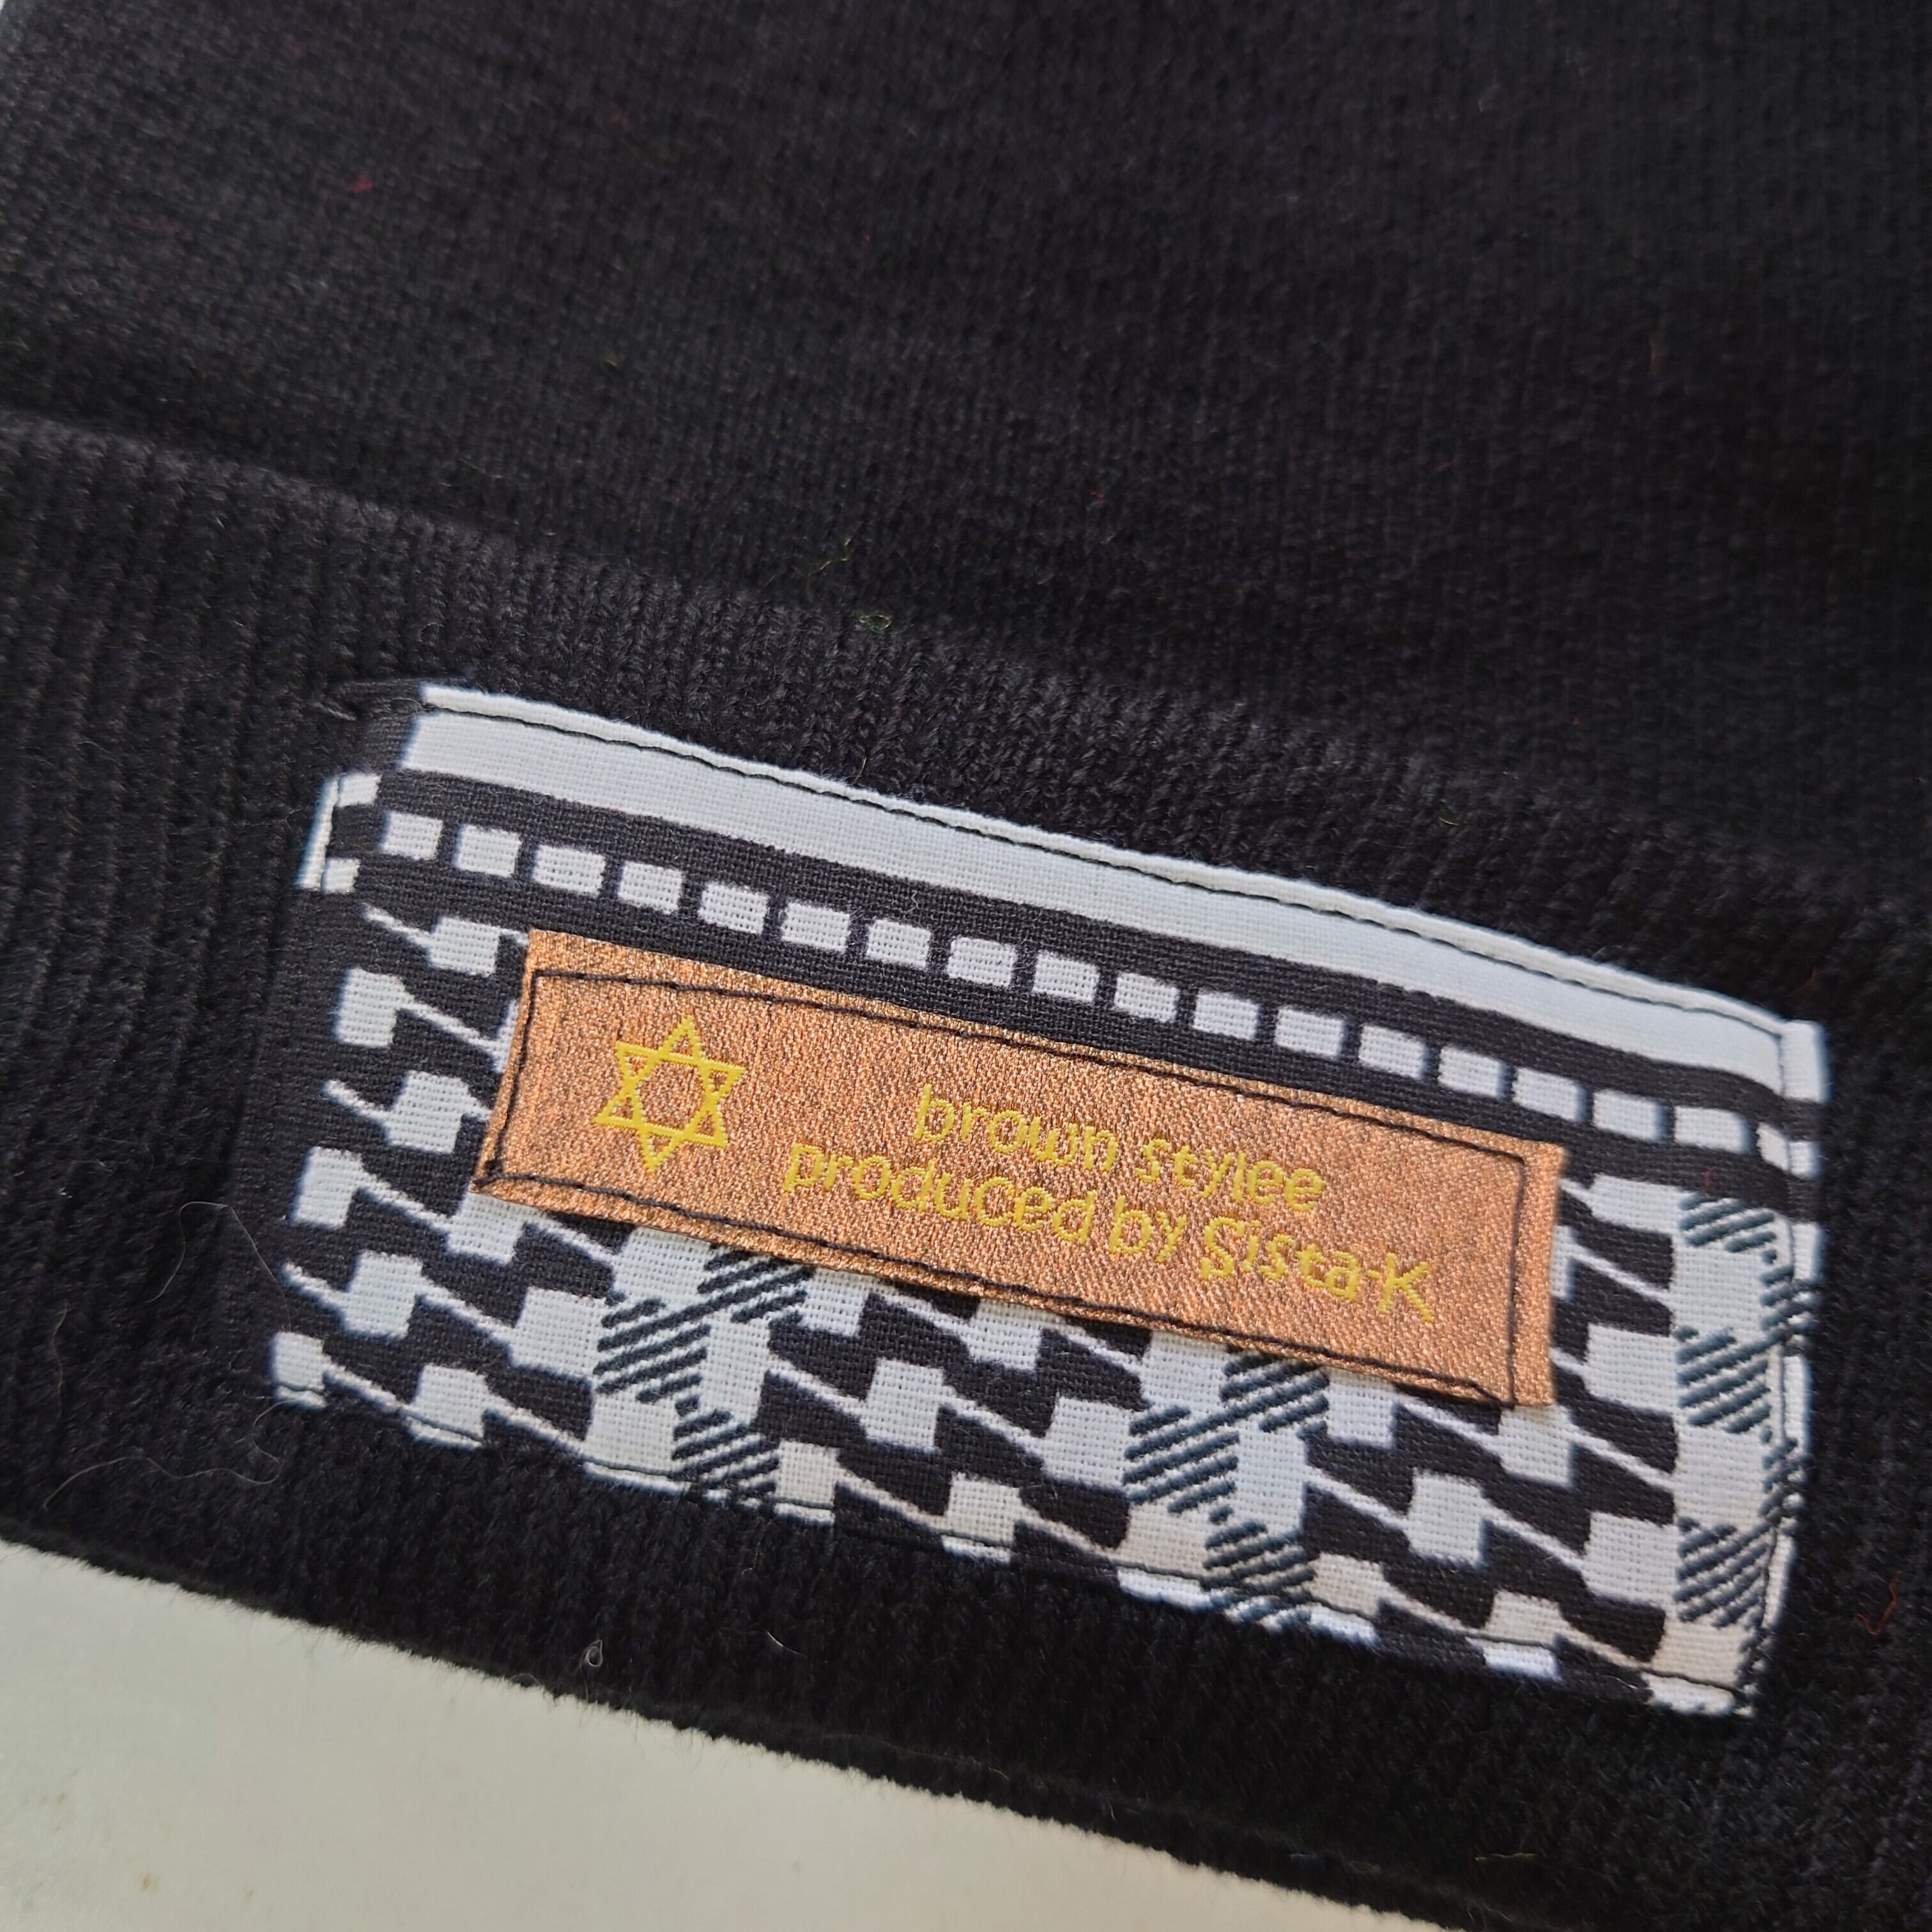 brown stylee
produced by Sista-K